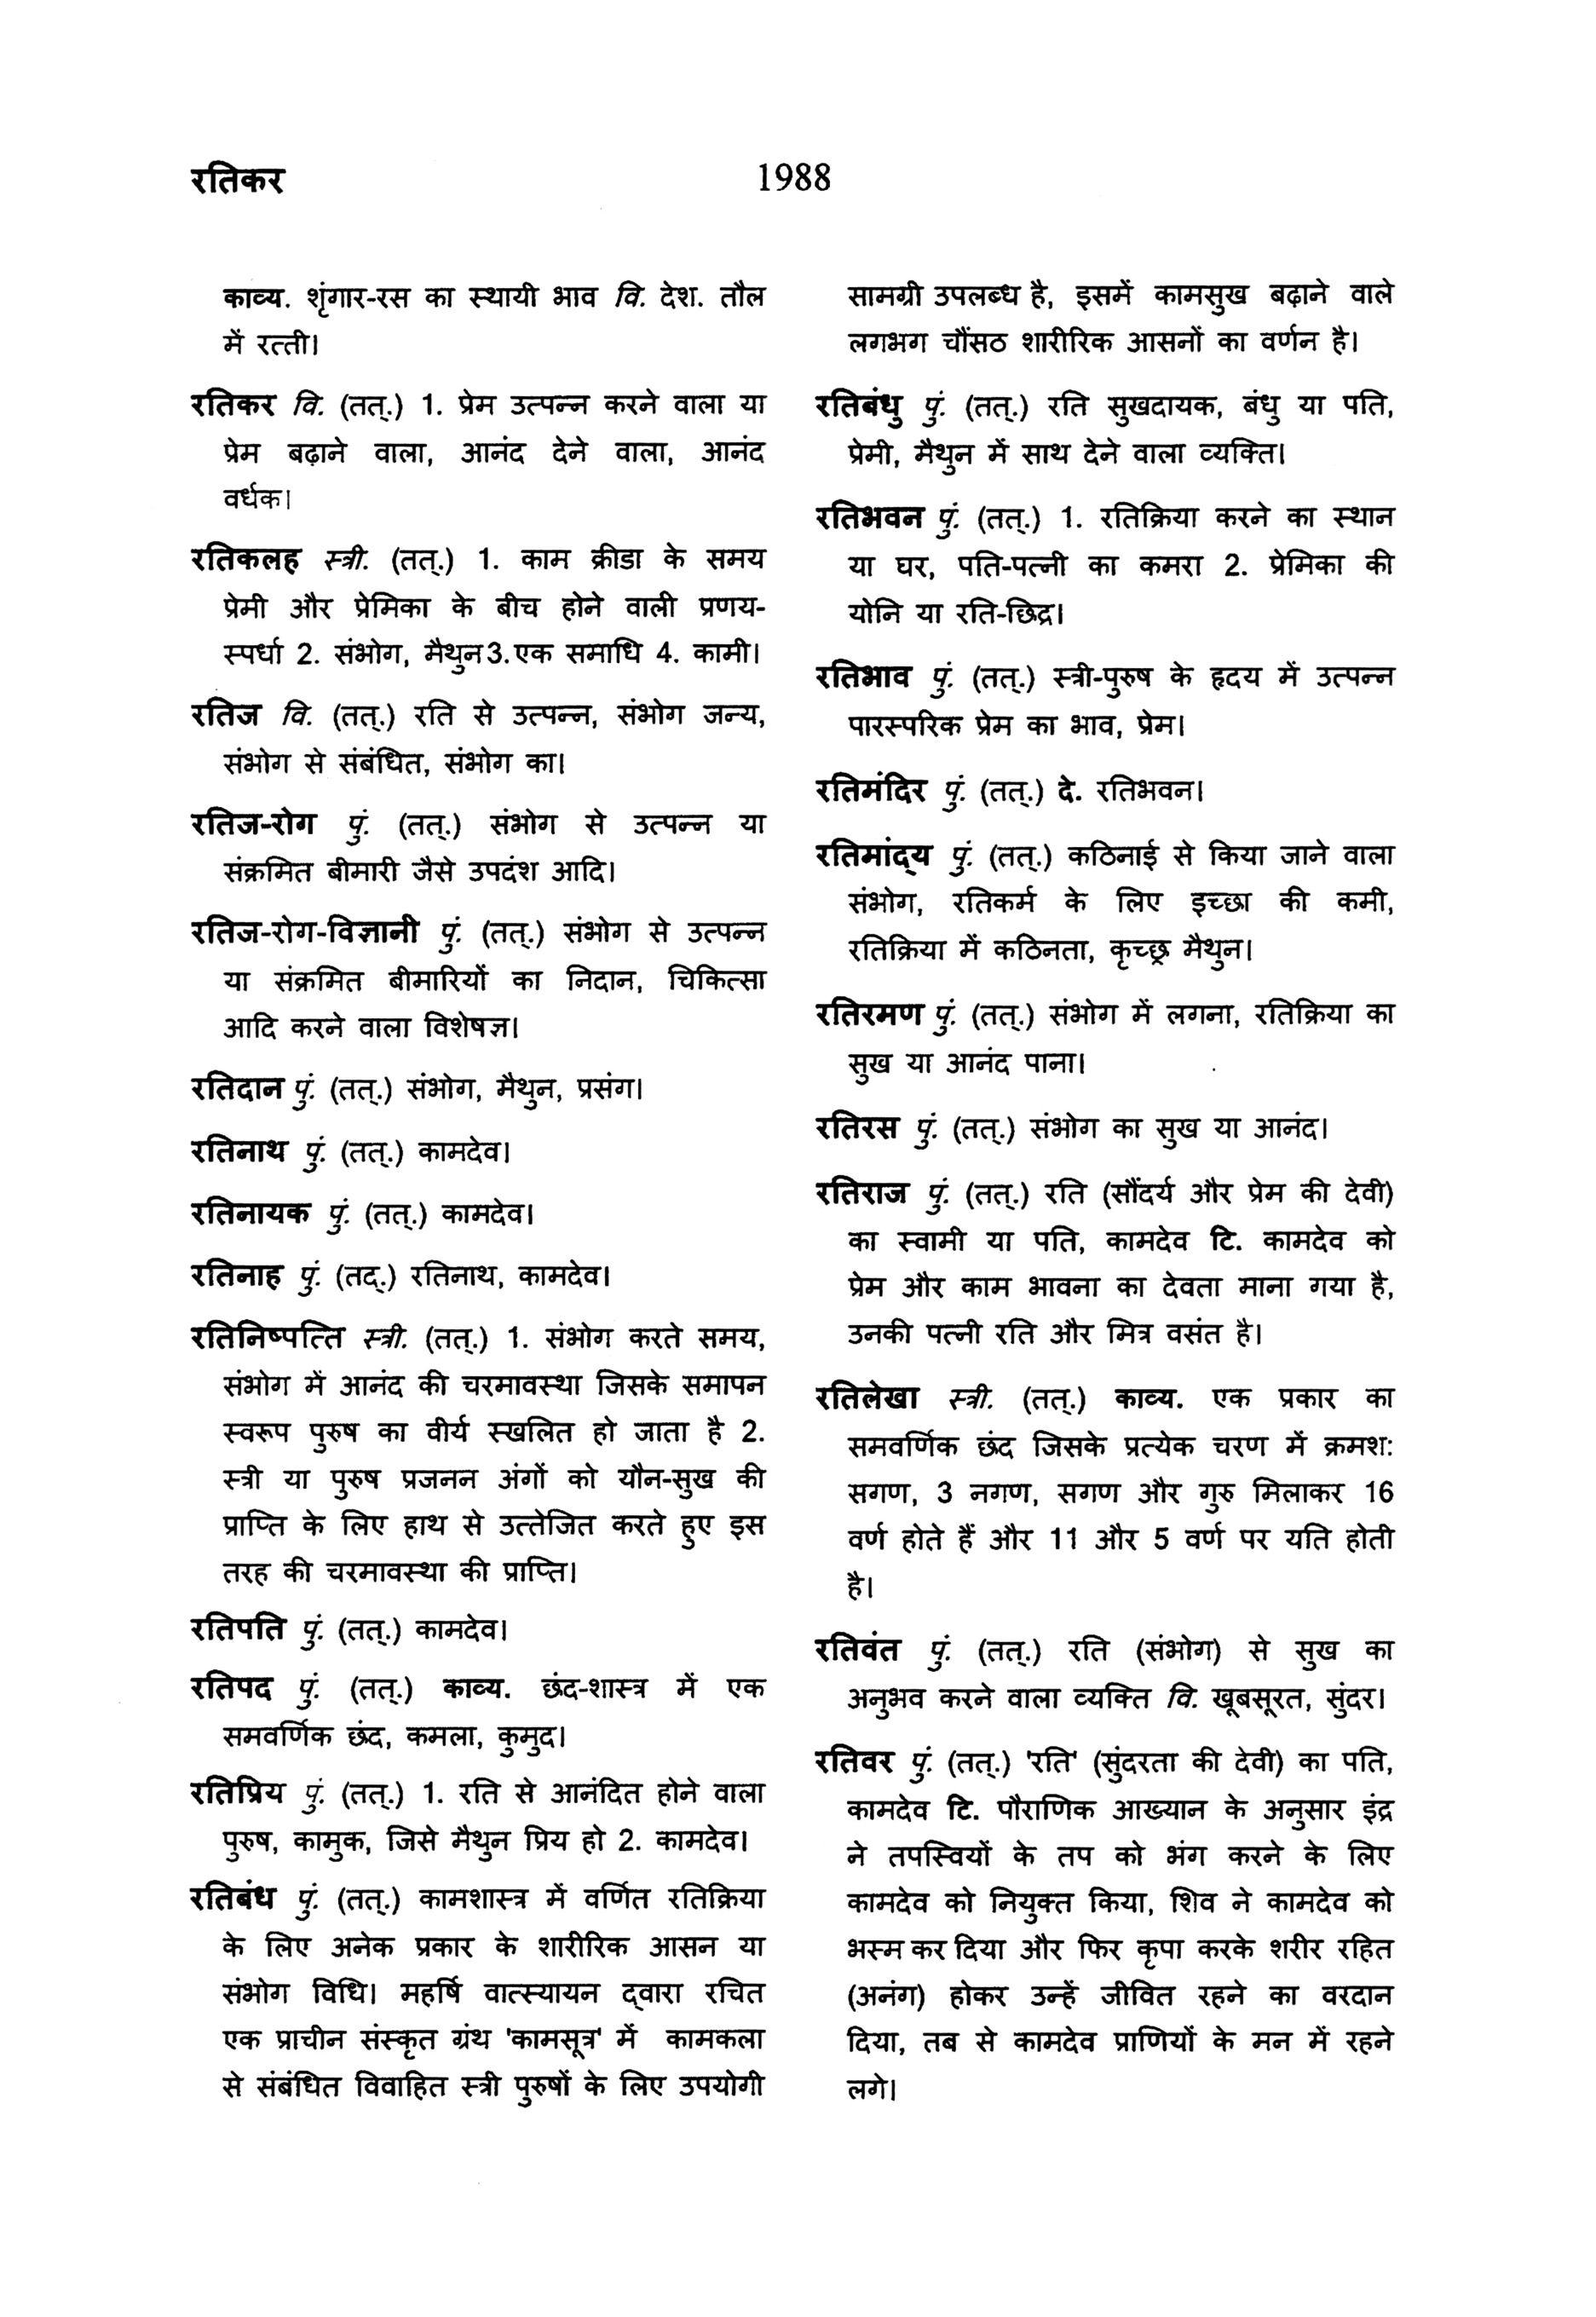 रतिकर
1988
काव्य. शृंगार-रस का स्थायी भाव वि. देश. तौल
में रत्ती।
रतिकर वि. (तत्.) 1. प्रेम उत्पन्न करने वाला या
प्रेम बढ़ाने वाला, आनंद देने वाला, आनंद
वर्धक।
रतिकलह स्त्री. (तत्.) 1. काम क्रीडा के समय
प्रेमी और प्रेमिका के बीच होने वाली प्रणय-
स्पर्धा 2. संभोग, मैथुन3.एक समाधि 4. कामी।
रतिज वि. (तत्.) रति से उत्पन्न, संभोग जन्य,
संभोग से संबंधित, संभोग का।
रतिज-रोग पुं. (तत्.) संभोग से उत्पन्न या
संक्रमित बीमारी जैसे उपदंश आदि।
रतिज-रोग-विज्ञानी पुं. (तत्.) संभोग से उत्पन्न
या संक्रमित बीमारियों का निदान, चिकित्सा
आदि करने वाला विशेषज्ञ।
रतिदान पुं. (तत्.) संभोग, मैथुन, प्रसंग।
रतिनाथ पुं. (तत्.) कामदेव।
रतिनायक पुं. (तत्.) कामदेव।
रतिनाह पुं. (तद्.) रतिनाथ, कामदेव।
रतिनिष्पत्ति स्त्री. (तत्.) 1. संभोग करते समय,
संभोग में आनंद की चरमावस्था जिसके समापन
स्वरूप पुरुष का वीर्य स्खलित हो जाता है 2.
स्त्री या पुरुष प्रजनन अंगों को यौन-सुख की
प्राप्ति के लिए हाथ से उत्तेजित करते हुए इस
तरह की चरमावस्था की प्राप्ति।
रतिपति पुं. (तत्.) कामदेव।
रतिपद पुं. (तत्.) काव्य. छंद-शास्त्र में एक
समवर्णिक छंद, कमला, कुमुद।
रतिप्रिय पुं. (तत्.) 1. रति से आनंदित होने वाला
पुरुष, कामुक, जिसे मैथुन प्रिय हो 2. कामदेव।
रतिबंध पुं. (तत्.) कामशास्त्र में वर्णित रतिक्रिया
के लिए अनेक प्रकार के शारीरिक आसन या
संभोग विधि। महर्षि वात्स्यायन द्‌वारा रचित
एक प्राचीन संस्कृत ग्रंथ 'कामसूत्र' में कामकला
से संबंधित विवाहित स्त्री पुरुषों के लिए उपयोगी
सामग्री उपलब्ध है, इसमें कामसुख बढ़ाने वाले
लगभग चौंसठ शारीरिक आसनों का वर्णन है।
रतिबंधु पुं. (तत्.) रति सुखदायक, बंधु या पति,
प्रेमी, मैथुन में साथ देने वाला व्यक्ति।
रतिभवन पुं. (तत्.) 1. रतिक्रिया करने का स्थान
या घर, पति-पत्नी का कमरा 2. प्रेमिका की
योनि या रति-छिद्र।
रतिभाव पुं. (तत्.) स्त्री-पुरुष के हृदय में उत्पन्न
पारस्परिक प्रेम का भाव, प्रेम।
रतिमंदिर पुं. (तत्.) दे. रतिभवन।
रतिमांद्‌य पुं. (तत्.) कठिनाई से किया जाने वाला
संभोग, रतिकर्म के लिए इच्छा की कमी,
रतिक्रिया में कठिनता, कृच्छ्र मैथुन।
रतिरमण पुं. (तत्.) संभोग में लगना, रतिक्रिया का
सुख या आनंद पाना।
रतिरस पुं. (तत्.) संभोग का सुख या आनंद।
रतिराज पुं. (तत्.) रति (सौंदर्य और प्रेम की देवी)
का स्वामी या पति, कामदेव टि. कामदेव को
प्रेम और काम भावना का देवता माना गया है,
उनकी पत्नी रति और मित्र वसंत है।
रतिलेखा स्त्री. (तत्.) काव्य. एक प्रकार का
समवर्णिक छंद जिसके प्रत्येक चरण में क्रमश:
सगण, 3 नगण, सगण और गुरु मिलाकर 16
वर्ण होते हैं और 11 और 5 वर्ण पर यति होती
है।
रतिवंत पुं. (तत्.) रति (संभोग) से सुख का
अनुभव करने वाला व्यक्ति वि. खूबसूरत, सुंदर।
रतिवर पुं. (तत्.) 'रति' (सुंदरता की देवी) का पति,
कामदेव टि. पौराणिक आख्यान के अनुसार इंद्र
ने तपस्वियों के तप को भंग करने के लिए
कामदेव को नियुक्त किया, शिव ने कामदेव को
भस्म कर दिया और फिर कृपा करके शरीर रहित
(अनंग) होकर उन्हें जीवित रहने का वरदान
दिया, तब से कामदेव प्राणियों के मन में रहने
लगे।